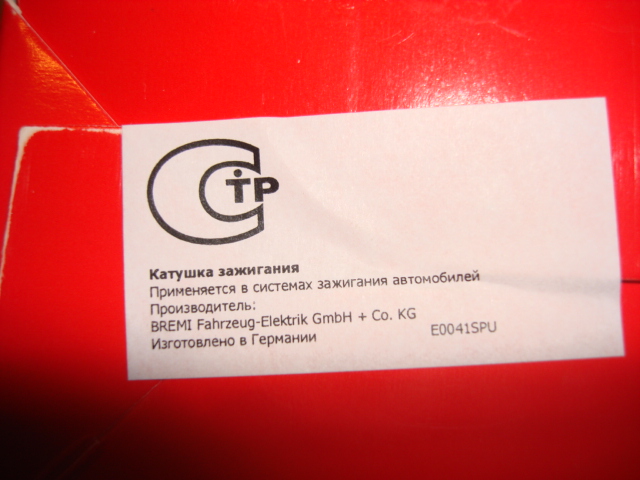 СТР
Катушка зажигания
Применяется в системах зажигания автомобилей
Производитель:
BREMI Fahrzeug-Elektrik GmbH + Co. KG
Изготовлено в Германии
E0041SPU